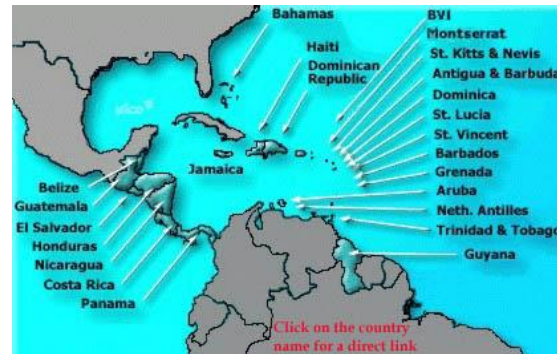 Bahamas
Haiti
Dominican
Republic
BVI
Montserrat
St. Kitts & Nevis
Antigua & Barbuda
Dominica
St. Lucia
St. Vincent
Barbados
Grenada
Aruba
Neth. Antilles
Trinidad & Tobago
Guyana
Jamaica
Belize
Guatemala
El Salvador
Honduras
Nicaragua
Costa Rica
Panama
Click on the country
name for a direct link